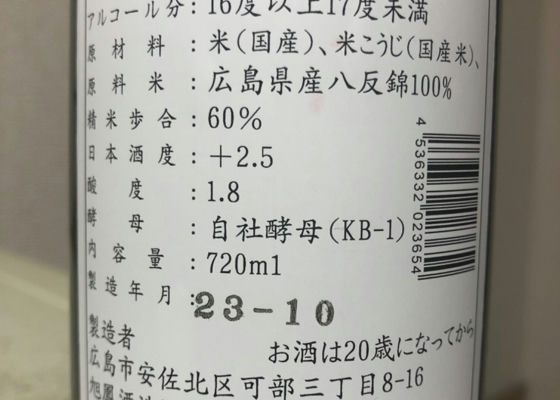 アルコール分：16度以上17度未満
原材料：米(国産)、米こうじ(国産米)、
原料米：広島県産八反錦100%
精米歩合：60%
日本酒度：＋2.5
酸度：1.8
酵母：自社酵母(KB-1)
内容量：720ml
製造年月：23-10
お酒は20歳になってから
製造者
広島市安佐北区可部三丁目8-16
旭鳳酒
4 536332 023654